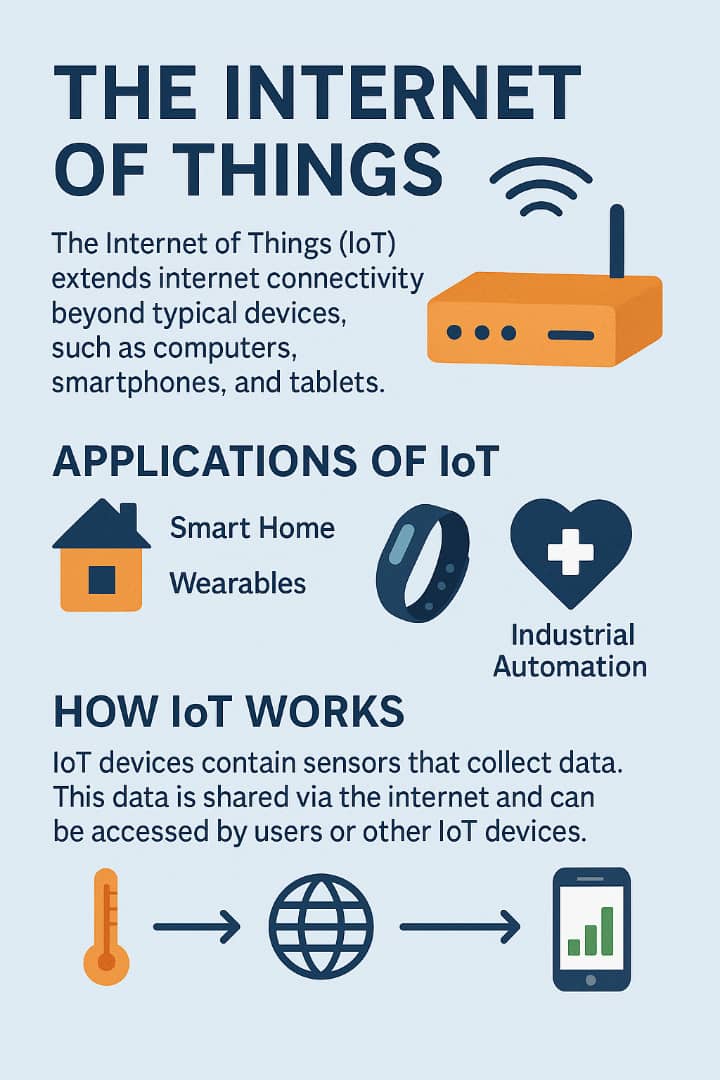 THE INTERNET
OF THINGS
The Internet of Things (IoT)
extends internet connectivity
beyond typical devices,
such as computers,
smartphones, and tablets.
APPLICATIONS OF IoT
Smart Home
Wearables
Industrial
Automation
HOW IoT WORKS
IoT devices contain sensors that collect data.
This data is shared via the internet and can
be accessed by users or other IoT devices.